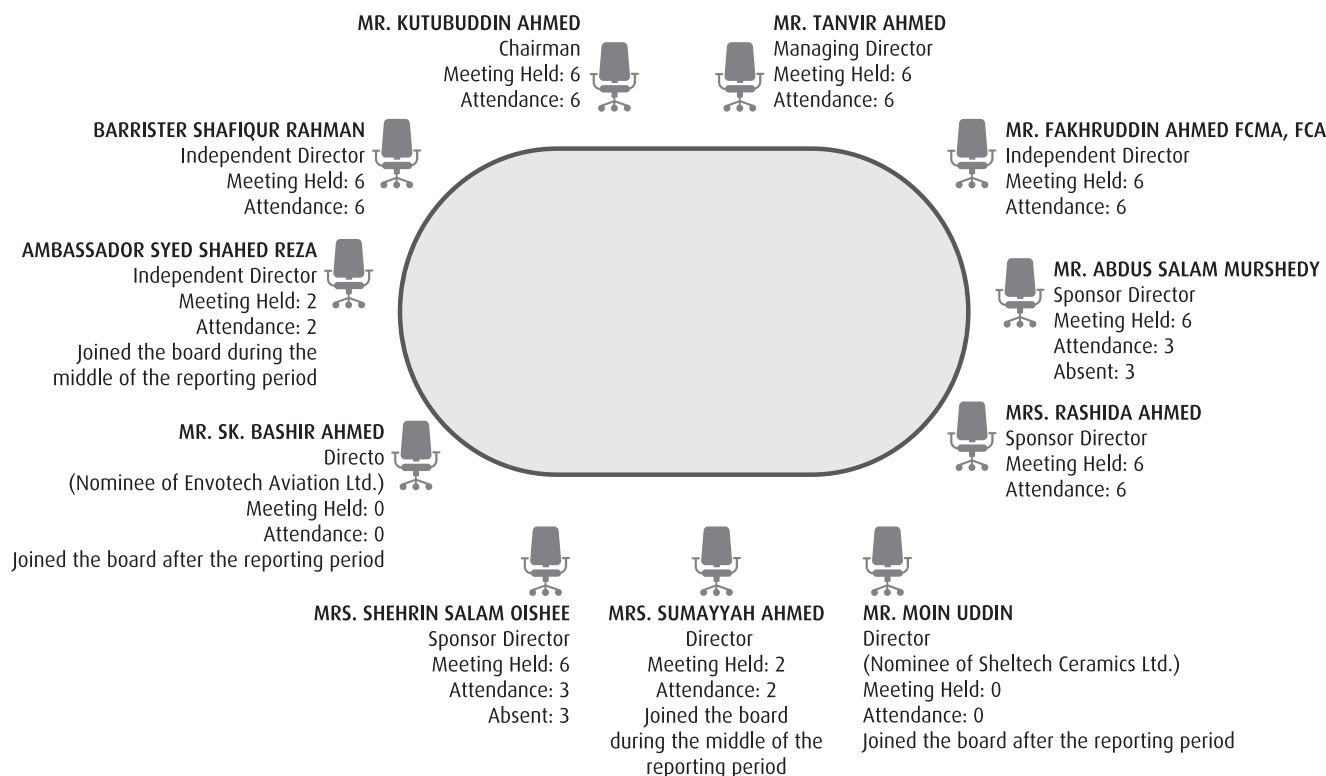 MR. KUTUBUDDIN AHMED
Chairman
Meeting Held: 6
Attendance: 6
MR. TANVIR AHMED
Managing Director
Meeting Held: 6
Attendance: 6
BARRISTER SHAFIQUR RAHMAN
Independent Director
Meeting Held: 6
Attendance: 6
MR. FAKHRUDDIN AHMED FCMA, FCA
Independent Director
Meeting Held: 6
Attendance: 6
AMBASSADOR SYED SHAHED REZA
Independent Director
Meeting Held: 2
Attendance: 2
Joined the board during the
middle of the reporting period
MR. ABDUS SALAM MURSHEDY
Sponsor Director
Meeting Held: 6
Attendance: 3
Absent: 3
MR. SK. BASHIR AHMED
Directo
(Nominee of Envotech Aviation Ltd.)
Meeting Held: 0
Attendance: 0
Joined the board after the reporting period
MRS. RASHIDA AHMED
Sponsor Director
Meeting Held: 6
Attendance: 6
MRS. SHEHRIN SALAM OISHEE
Sponsor Director
Meeting Held: 6
Attendance: 3
Absent: 3
MRS. SUMAYYAH AHMED
Director
Meeting Held: 2
Attendance: 2
Joined the board
during the middle of the
reporting period
MR. MOIN UDDIN
Director
(Nominee of Sheltech Ceramics Ltd.)
Meeting Held: 0
Attendance: 0
Joined the board after the reporting period